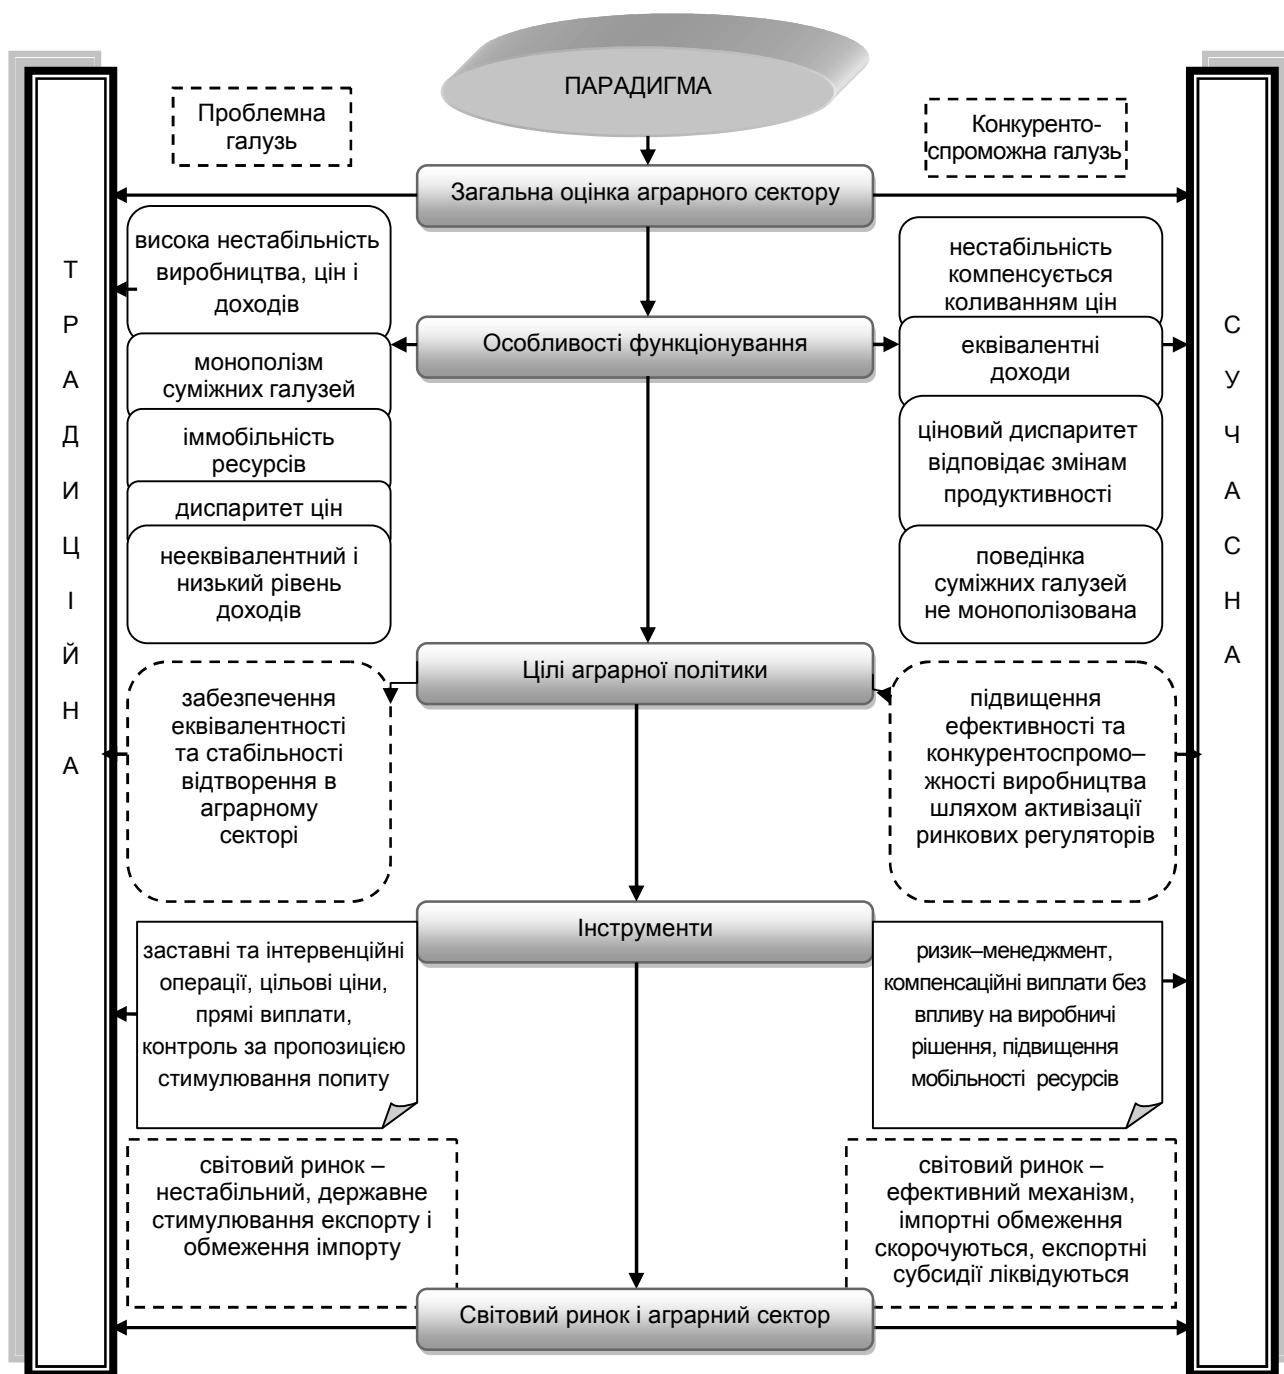 ПАРАДИГМА
Проблемна
галузь
Конкуренто-
спроможна галузь
Загальна оцінка аграрного сектору
Т
Р
А
Д
И
Ц
І
Й
Н
А
висока нестабільність
виробництва, цін і
доходів
монополізм
суміжних галузей
іммобільність
ресурсів
диспаритет цін
нееквівалентний і
низький рівень
доходів
Особливості функціонування
нестабільність
компенсується
коливанням цін
еквівалентні
доходи
ціновий диспаритет
відповідає змінам
продуктивності
поведінка
суміжних галузей
не монополізована
С
У
Ч
А
С
Н
А
Цілі аграрної політики
забезпечення
еквівалентності
та стабільності
відтворення в
аграрному
секторі
підвищення
ефективності та
конкурентоспромо–
жності виробництва
шляхом активізації
ринкових регуляторів
Інструменти
заставні та інтервенційні
операції, цільові ціни,
прямі виплати,
контроль за пропозицією
стимулювання попиту
ризик–менеджмент,
компенсаційні виплати без
впливу на виробничі
рішення, підвищення
мобільності ресурсів
світовий ринок –
нестабільний, державне
стимулювання експорту і
обмеження імпорту
світовий ринок –
ефективний механізм,
імпортні обмеження
скорочуються, експортні
субсидії ліквідуються
Світовий ринок і аграрний сектор